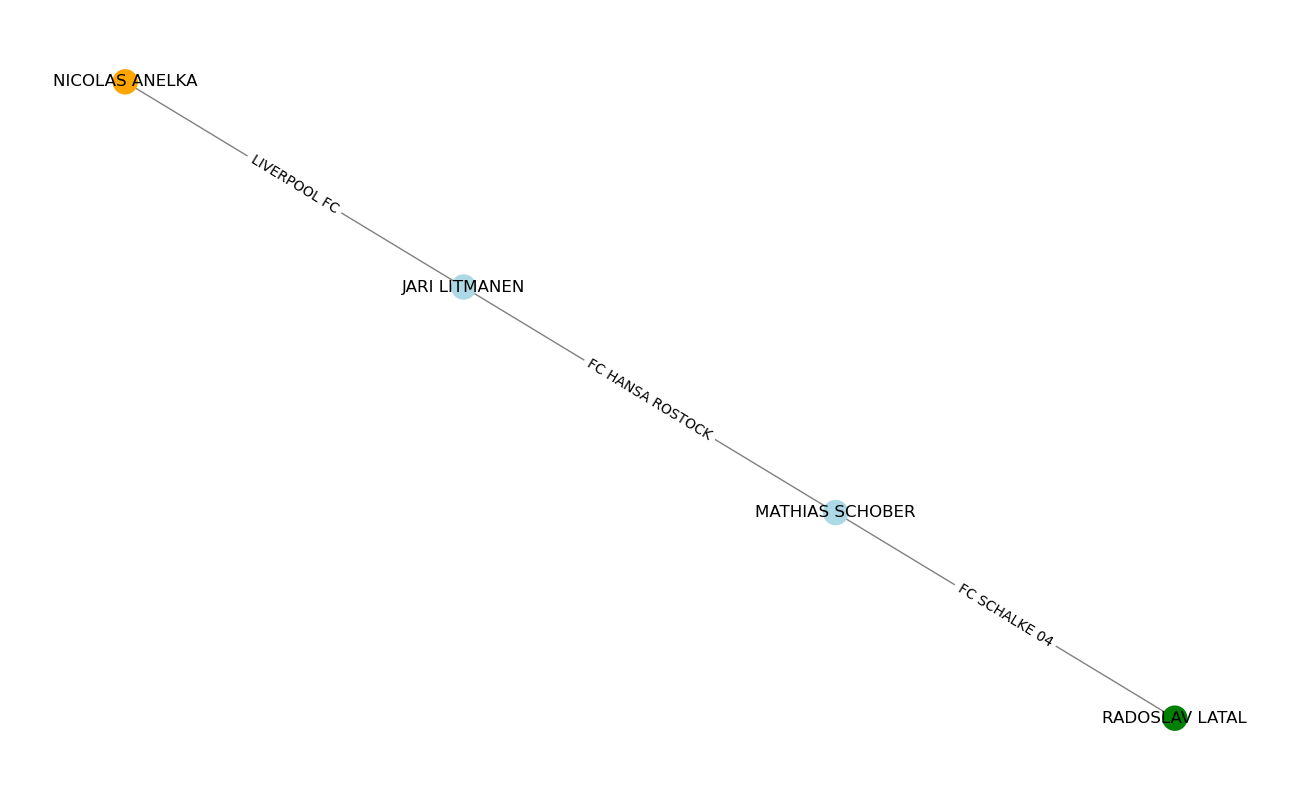 NICOLAS ANELKA
LIVERPOOL FC
JARI LITMANEN
FC HANSA ROSTOCK
MATHIAS SCHOBER
FC SCHALKE 04
RADOSLAV LATAL